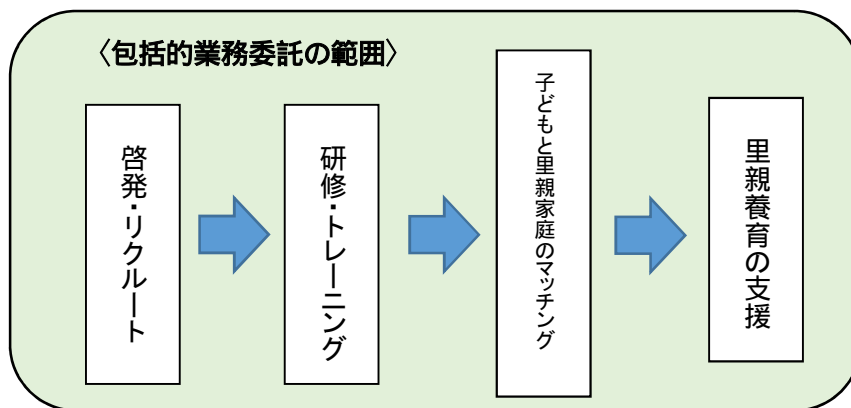 〈包括的業務委託の範囲〉
啓発・リクルート
研修・トレーニング
子どもと里親家庭のマッチング
里親養育の支援